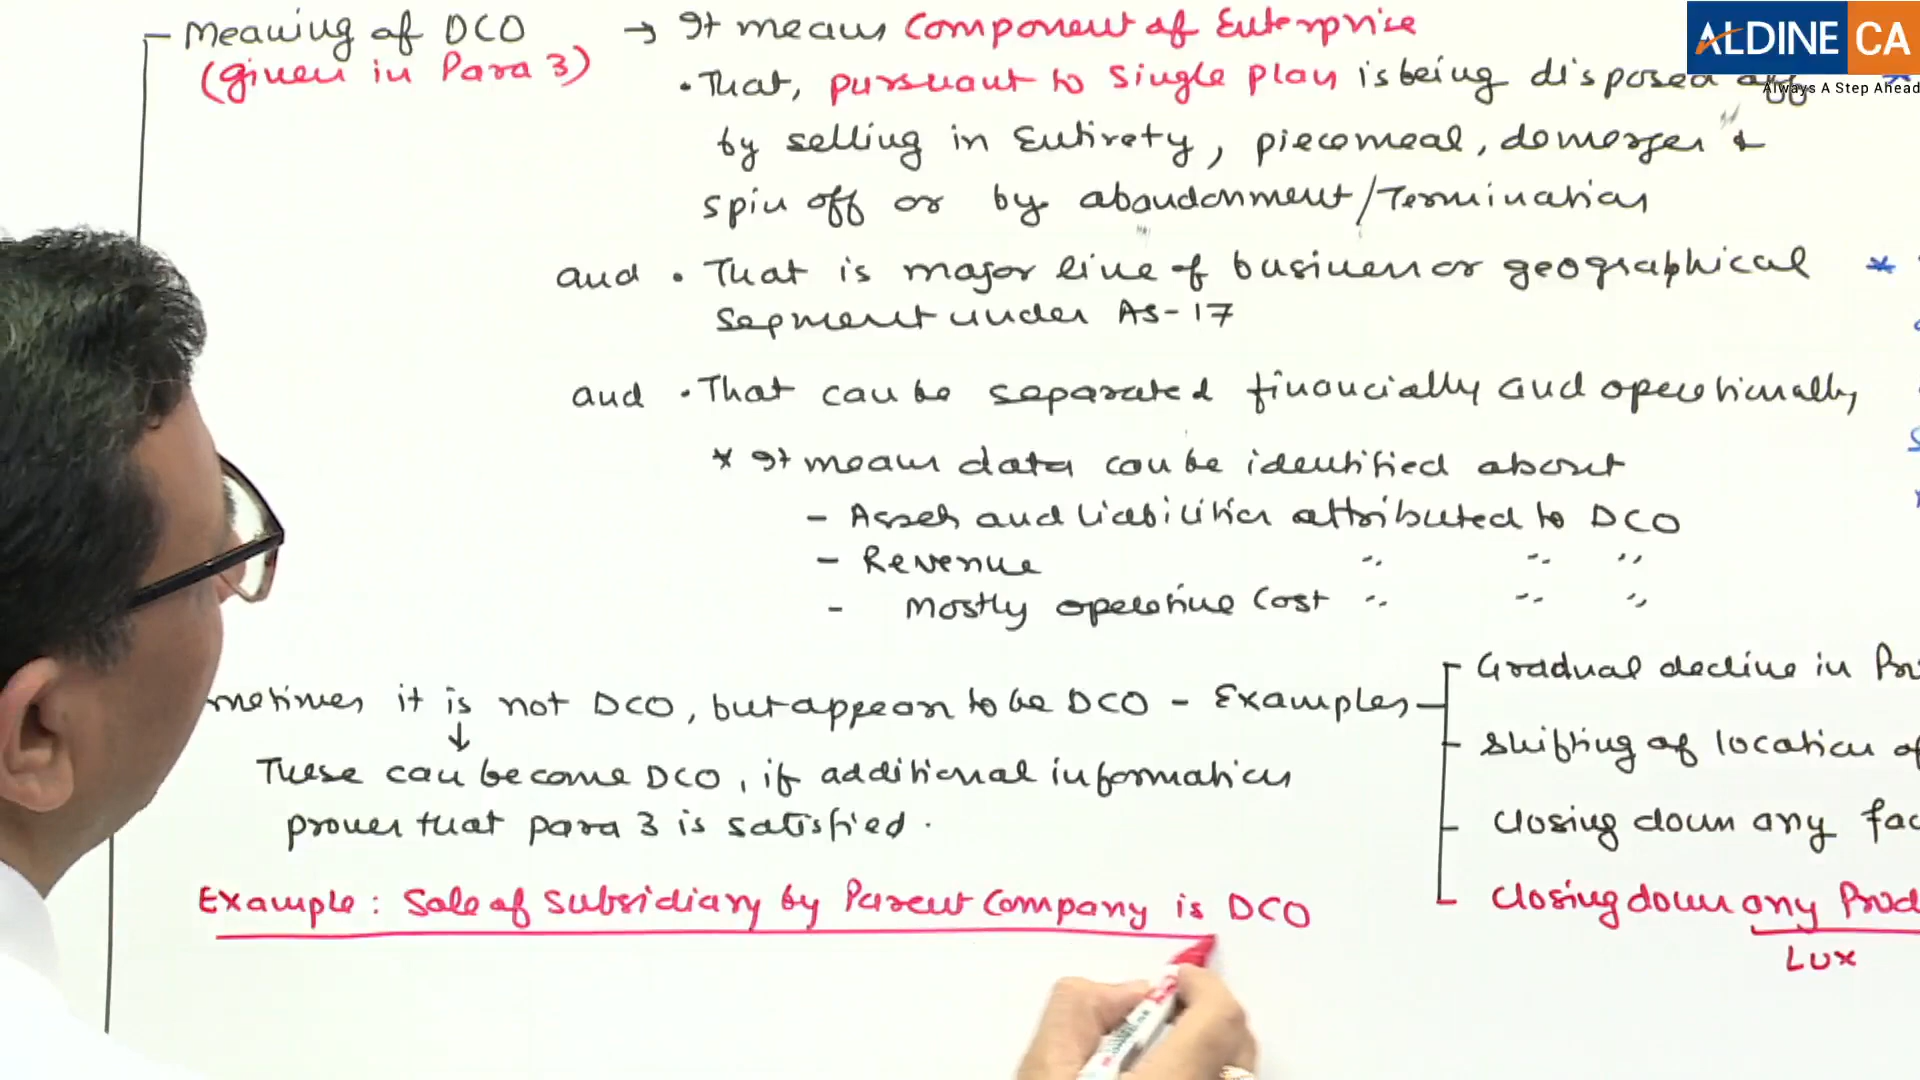 Meaning of DCO → It means Component of Enterprise
(given in Para 3)
• That, pursuant to single plan is being disposed off
by selling in Entirety, piecemeal, demerger &
spin off or by abandonment/Termination
and • That is major line of business or geographical *
segment under AS-17
and • That can be separated financially and operationally
* It means data can be identified about
- Assets and liabilities attributed to DCO
- Revenue " " "
- Mostly operative Cost " " "
it is not DCO, but appear to be DCO - Examples
↓
These can become DCO, if additional information
proves that para 3 is satisfied.
Example: Sale of Subsidiary by Parent Company is DCO
Gradual decline in
Shifting of location
Closing down any
Closing down any
Lux
ALDINE CA
Always A Step Ahead